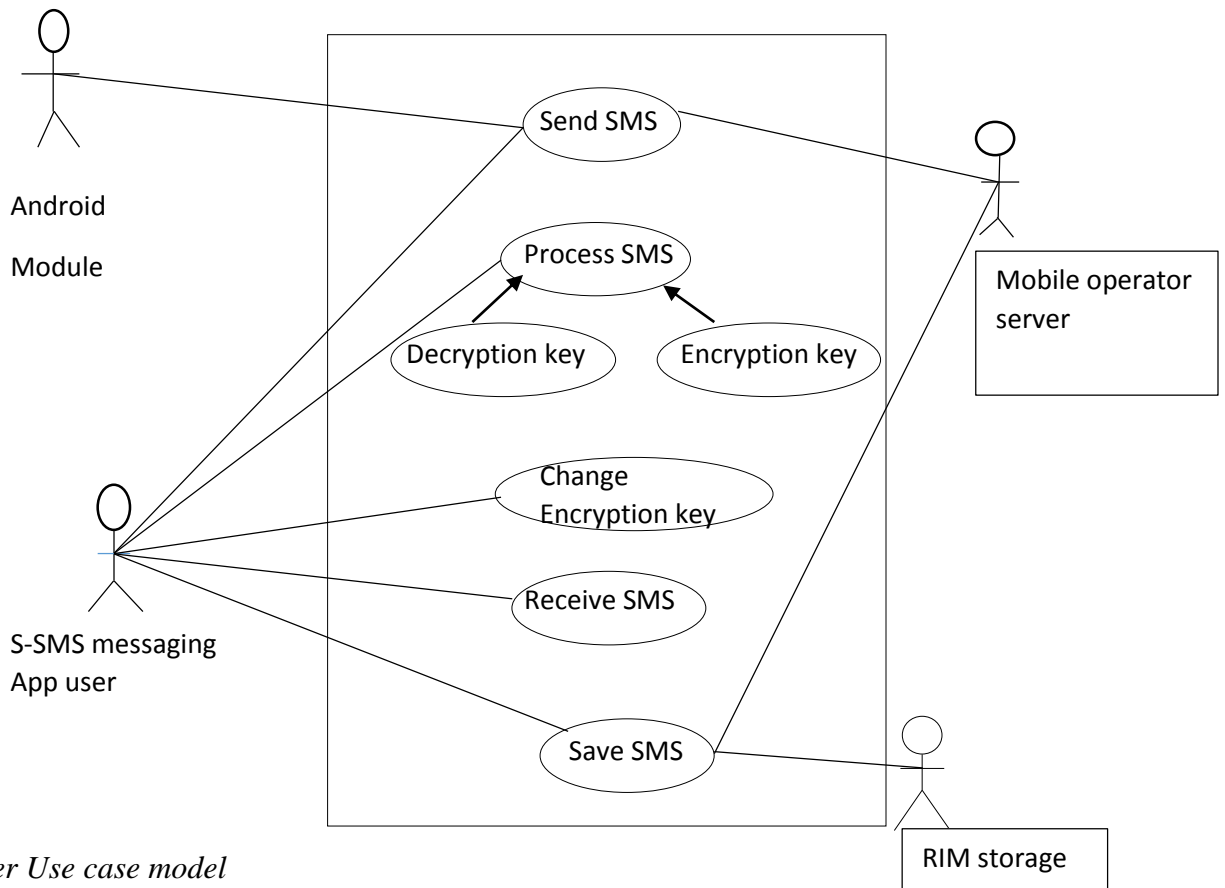 Send SMS
Android
Module
Process SMS
Mobile operator
server
Decryption key
Encryption key
Change
Encryption key
Receive SMS
S-SMS messaging
App user
Save SMS
RIM storage
Use case model